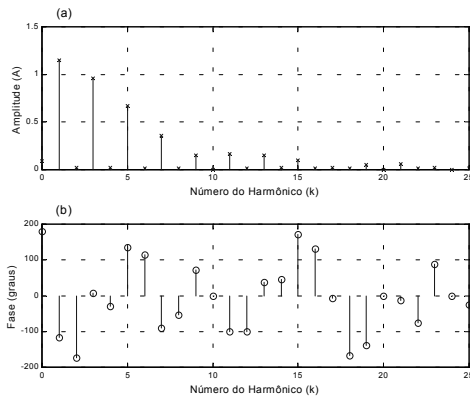 (a)
1.5
1
0.5
0
Amplitude (A)
0 5 10 15 20 25
Número do Harmônico (k)
(b)
200
100
0
-100
-200
Fase (graus)
0 5 10 15 20 25
Número do Harmônico (k)